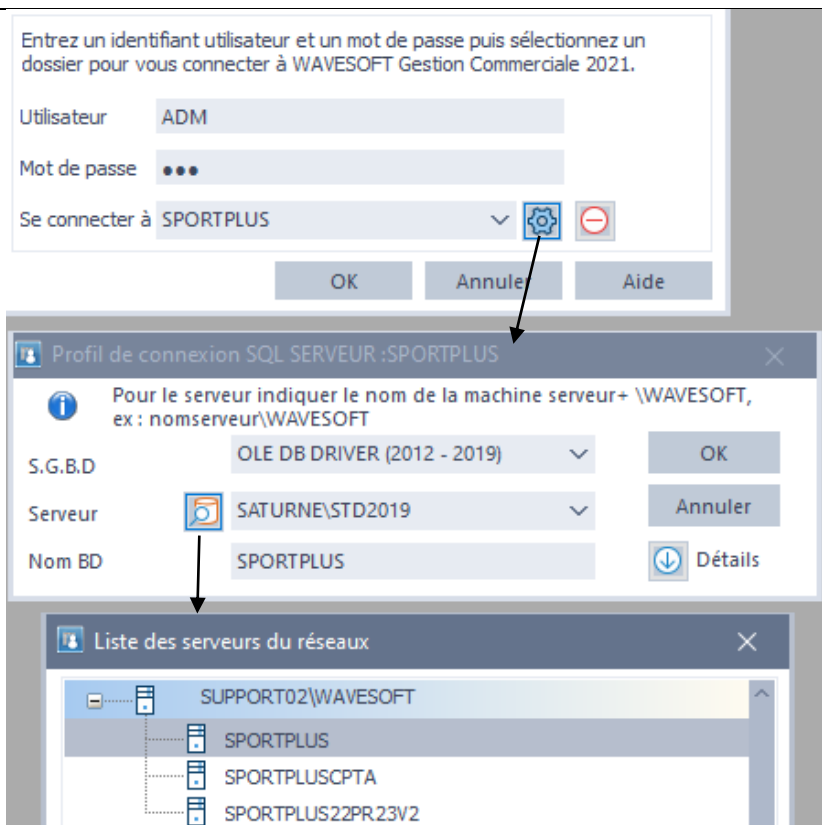 Entrez un identifiant utilisateur et un mot de passe puis sélectionnez un
dossier pour vous connecter à WAVESOFT Gestion Commerciale 2021.
Utilisateur ADM
Mot de passe ●●●
Se connecter à SPORTPLUS
OK Annuler Aide
Profil de connexion SQL SERVEUR :SPORTPLUS
Pour le serveur indiquer le nom de la machine serveur+ \WAVESOFT,
ex : nomserveur\WAVESOFT
S.G.B.D OLE DB DRIVER (2012 - 2019) OK
Serveur SATURNE\STD2019 Annuler
Nom BD SPORTPLUS Détails
Liste des serveurs du réseaux
SUPPORT02\WAVESOFT
SPORTPLUS
SPORTPLUSCPTA
SPORTPLUS22PR23V2